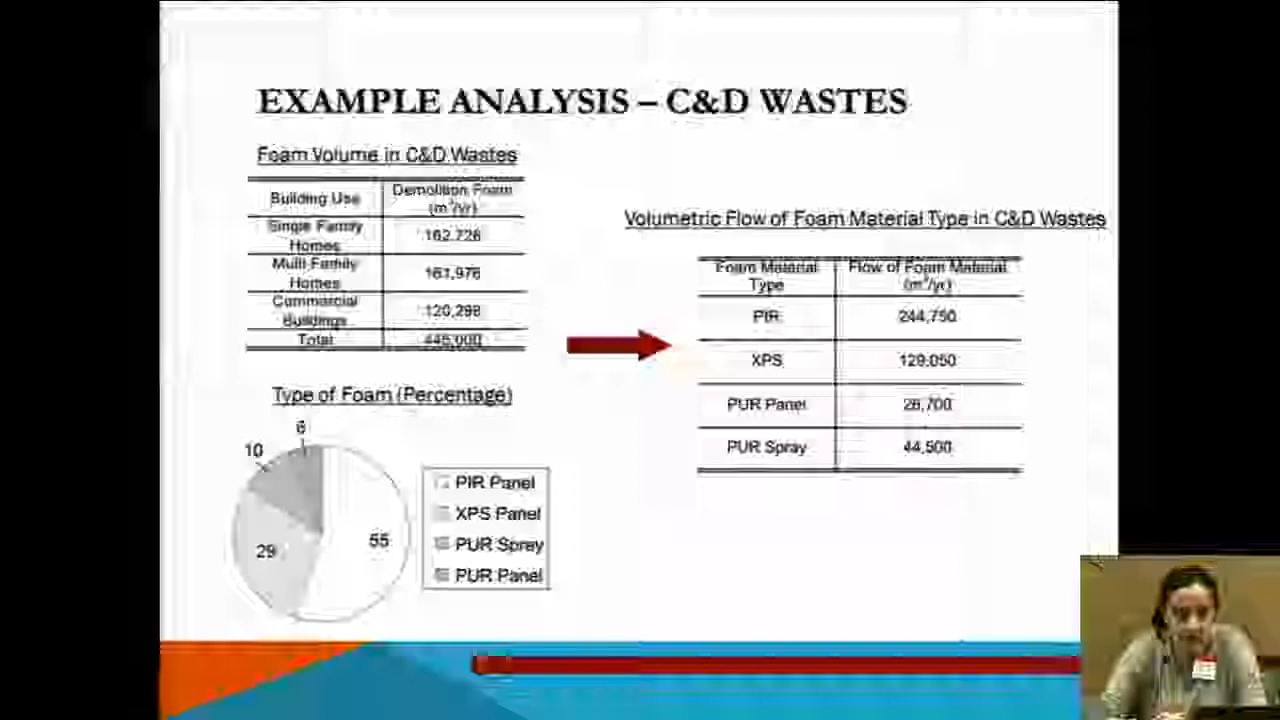 EXAMPLE ANALYSIS – C&D WASTES
Foam Volume in C&D Wastes
Building Use
Demolition Foam
(m³/yr)
Single Family
Homes
162,726
Multi Family
Homes
161,976
Commercial
Buildings
120,298
Total
445,000
Type of Foam (Percentage)
6
10
29
55
PIR Panel
XPS Panel
PUR Spray
PUR Panel
Volumetric Flow of Foam Material Type in C&D Wastes
Foam Material
Type
Flow of Foam Material
(m³/yr)
PIR
244,750
XPS
129,050
PUR Panel
26,700
PUR Spray
44,500